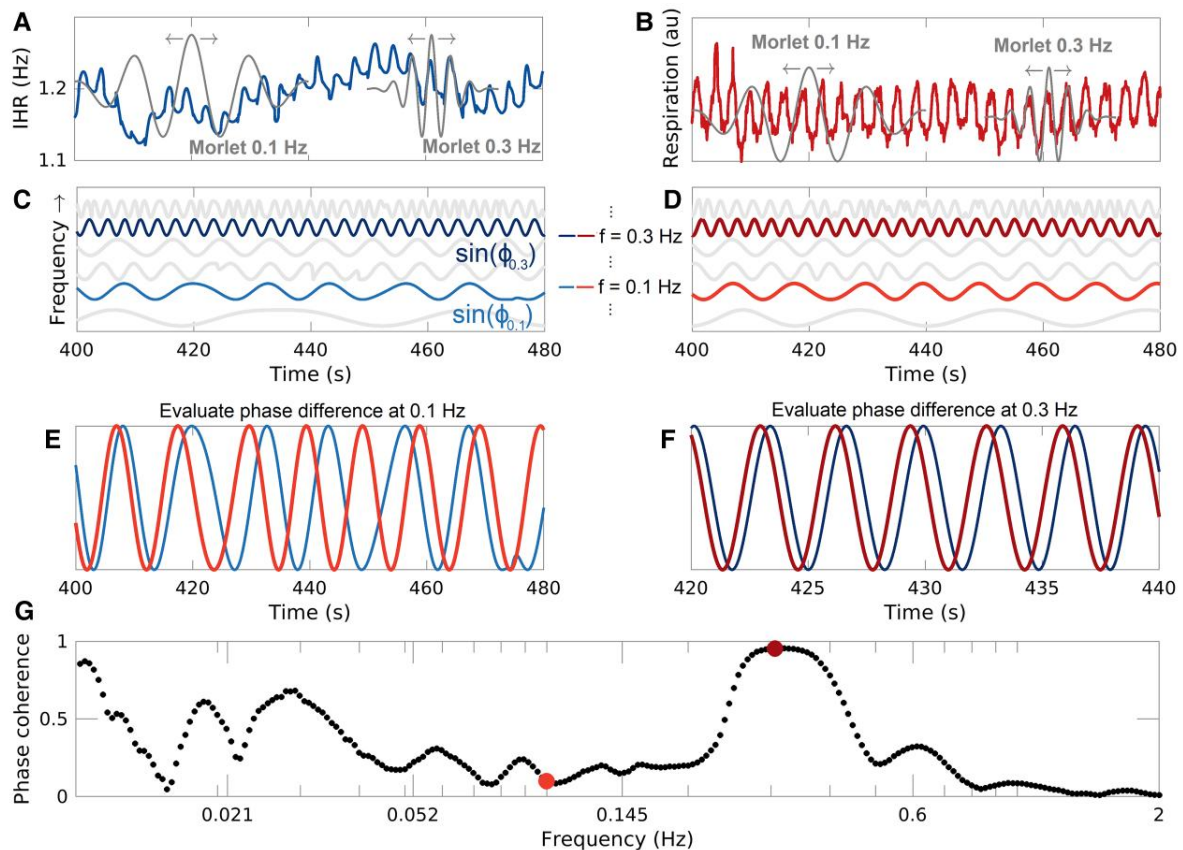 A
IHR (Hz)
1.2
1.1
Morlet 0.1 Hz
Morlet 0.3 Hz
B
Respiration (au)
Morlet 0.1 Hz
Morlet 0.3 Hz
C
Frequency →
sin(ϕ0.3)
sin(ϕ0.1)
400 420 440 460 480
Time (s)
⋮
f = 0.3 Hz
⋮
f = 0.1 Hz
⋮
D
400 420 440 460 480
Time (s)
Evaluate phase difference at 0.1 Hz
E
400 420 440 460 480
Time (s)
Evaluate phase difference at 0.3 Hz
F
420 425 430 435 440
Time (s)
G
Phase coherence
1
0.5
0
0.021 0.052 0.145 0.6 2
Frequency (Hz)